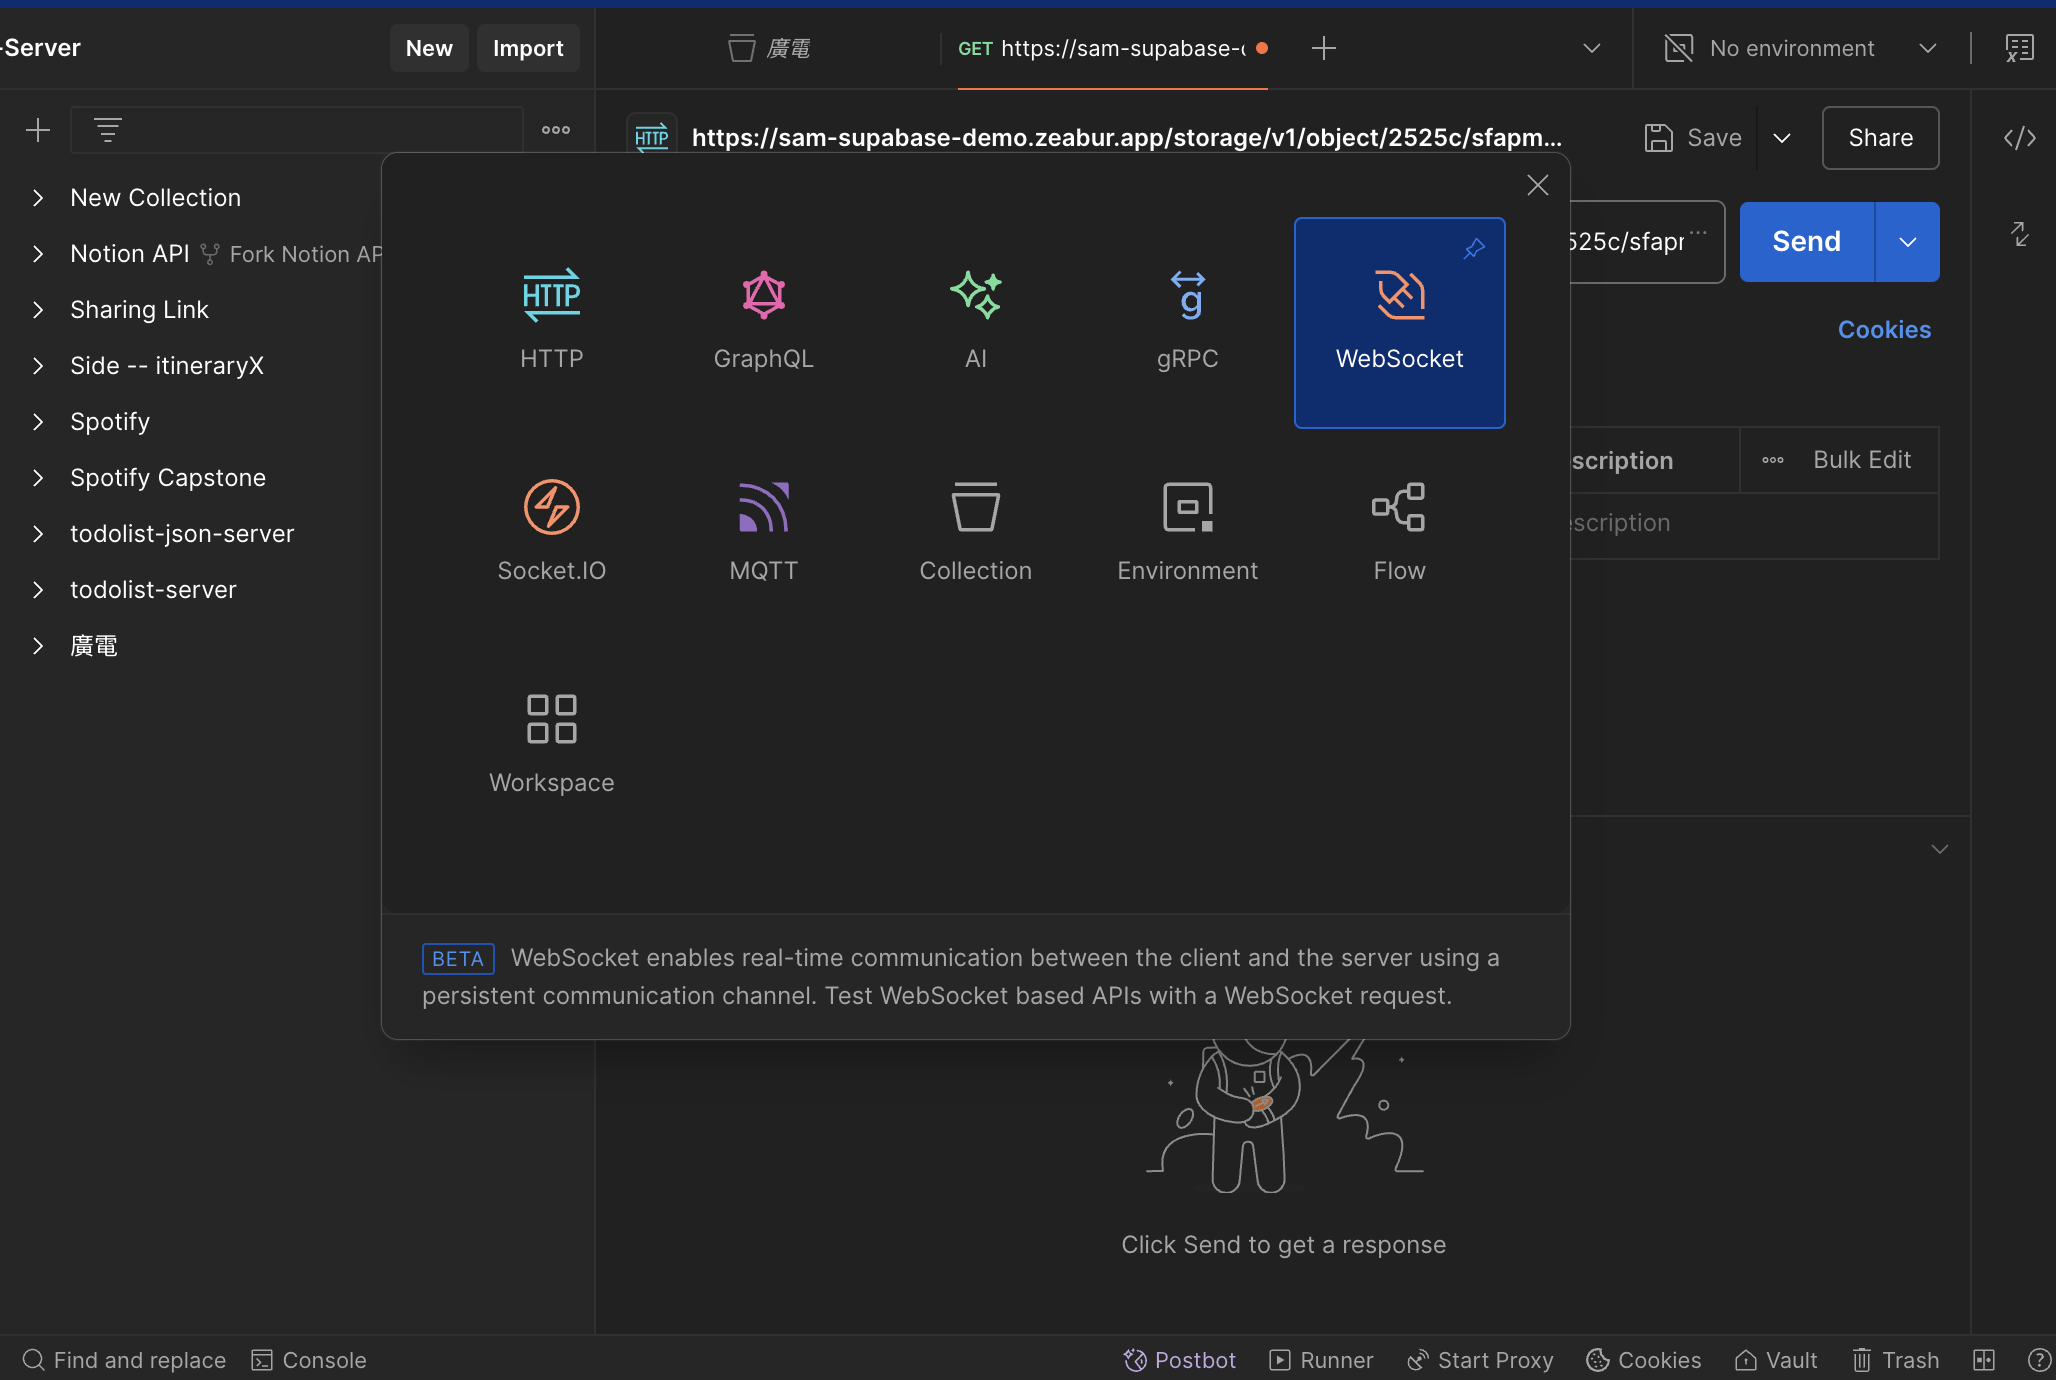 -Server
New
Import
廣電
GET https://sam-supabase-
No environment
HTTP
https://sam-supabase-demo.zeabur.app/storage/v1/object/2525c/sfapm...
Save
Share
New Collection
Notion API Fork Notion AP
Sharing Link
Side -- itineraryX
Spotify
Spotify Capstone
todolist-json-server
todolist-server
廣電
525c/sfapr
...
Send
Cookies
scription
Bulk Edit
escription
HTTP
HTTP
GraphQL
AI
g
gRPC
WebSocket
Socket.IO
MQTT
Collection
Environment
Flow
Workspace
BETA WebSocket enables real-time communication between the client and the server using a
persistent communication channel. Test WebSocket based APIs with a WebSocket request.
Click Send to get a response
Find and replace
Console
Postbot
Runner
Start Proxy
Cookies
Vault
Trash
?